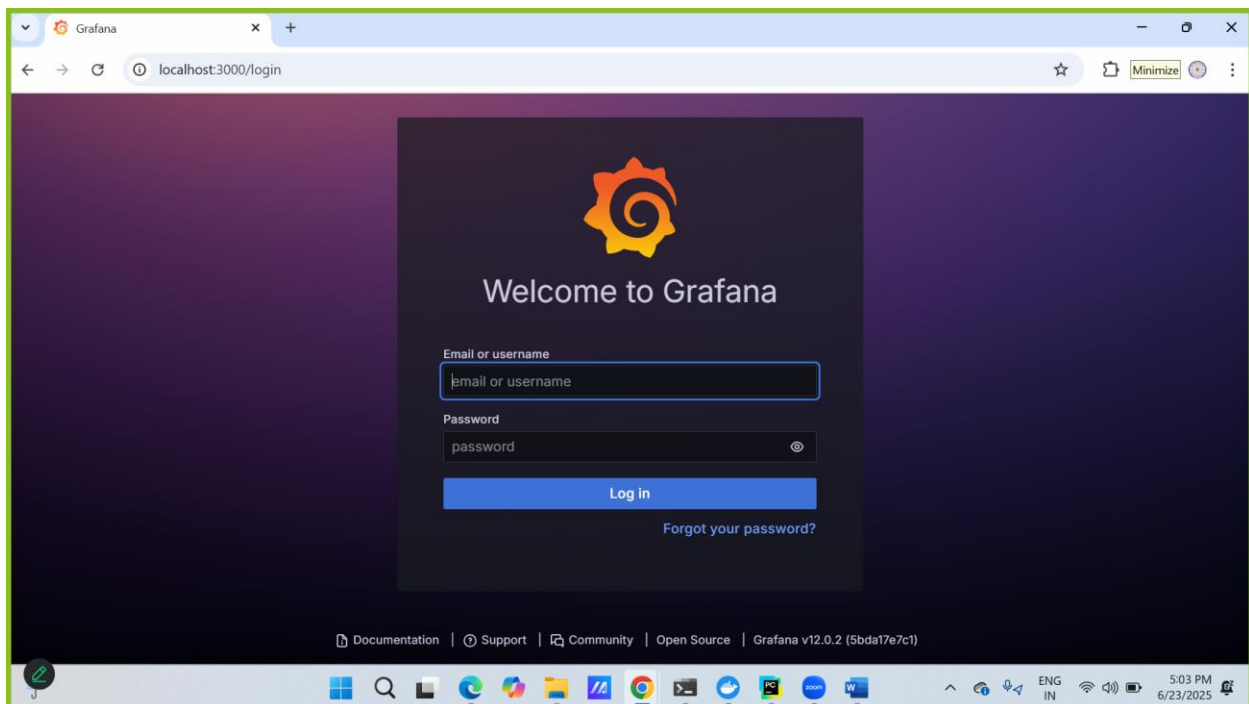 Grafana
localhost:3000/login
Minimize
Welcome to Grafana
Email or username
email or username
Password
password
Log in
Forgot your password?
Documentation | Support | Community | Open Source | Grafana v12.0.2 (5bda17e7c1)
PC
zoom
W
ENG
IN
5:03 PM
6/23/2025